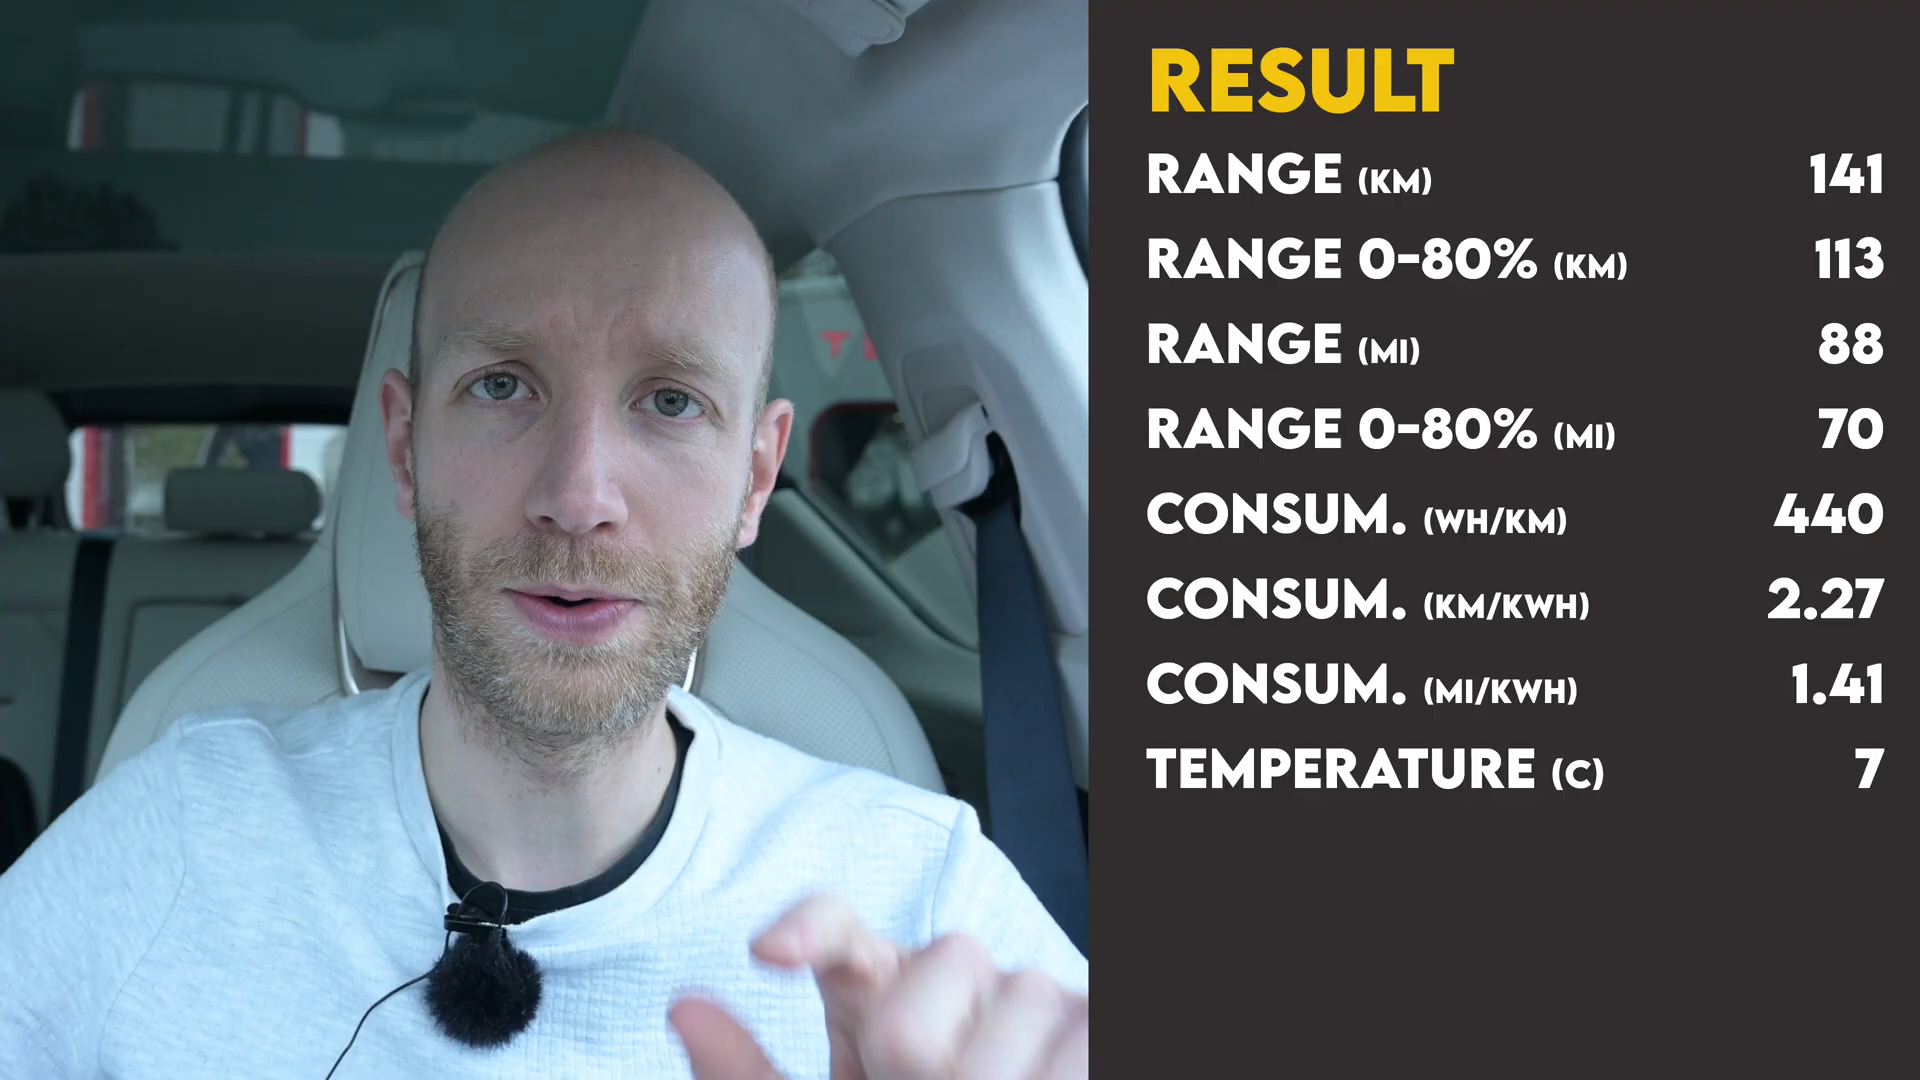 RESULT
RANGE (KM) 141
RANGE 0-80% (KM) 113
RANGE (MI) 88
RANGE 0-80% (MI) 70
CONSUM. (WH/KM) 440
CONSUM. (KM/KWH) 2.27
CONSUM. (MI/KWH) 1.41
TEMPERATURE (C) 7